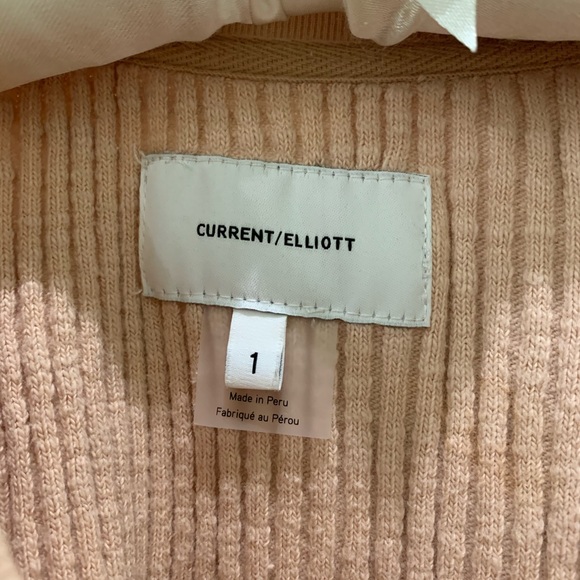 CURRENT/ELLIOTT
1
Made in Peru
Fabriqué au Pérou